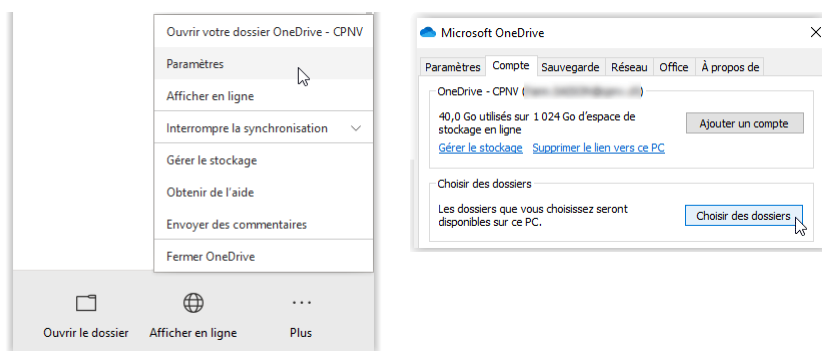 Ouvrir votre dossier OneDrive - CPNV
Paramètres
Afficher en ligne
Interrompre la synchronisation
Gérer le stockage
Obtenir de l'aide
Envoyer des commentaires
Fermer OneDrive
Ouvrir le dossier
Afficher en ligne
Plus
Microsoft OneDrive
Paramètres Compte Sauvegarde Réseau Office À propos de
OneDrive - CPNV (
40,0 Go utilisés sur 1 024 Go d'espace de
stockage en ligne
Ajouter un compte
Gérer le stockage Supprimer le lien vers ce PC
Choisir des dossiers
Les dossiers que vous choisissez seront
disponibles sur ce PC.
Choisir des dossiers